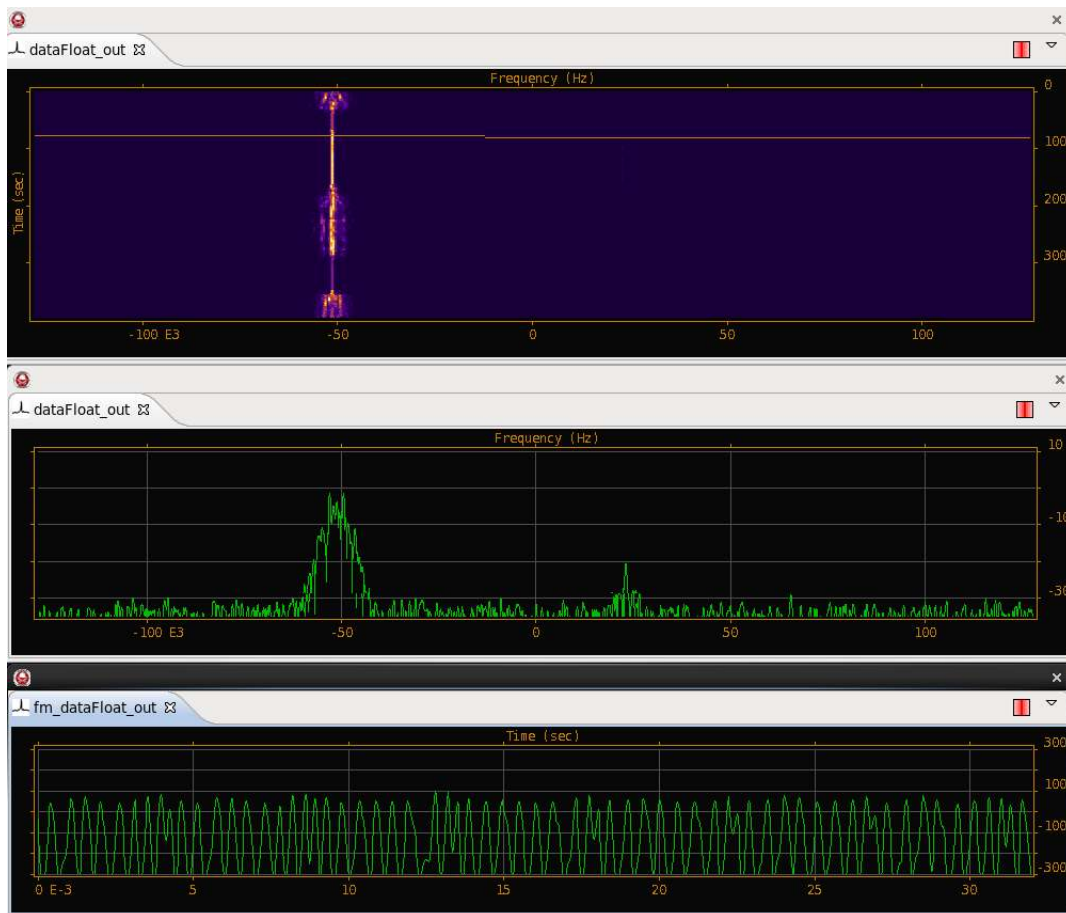 dataFloat_out
Frequency (Hz)
0
100
200
300
Time (sec)
-100 E3 -50 0 50 100
dataFloat_out
Frequency (Hz)
10
-10
-30
-100 E3 -50 0 50 100
fm_dataFloat_out
Time (sec)
300
100
-100
-300
0 E-3 5 10 15 20 25 30